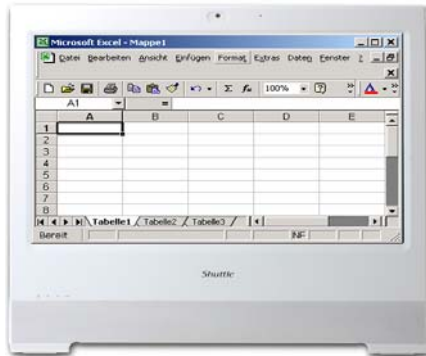 Microsoft Excel - Mappe1
Datei Bearbeiten Ansicht Einfügen Format Extras Daten Fenster ?
Σ fx 100% ? » A »
A1 =
A B C D E
1
2
3
4
5
6
7
8
Tabelle1 Tabelle2 Tabelle3
Bereit NF
Shuttle